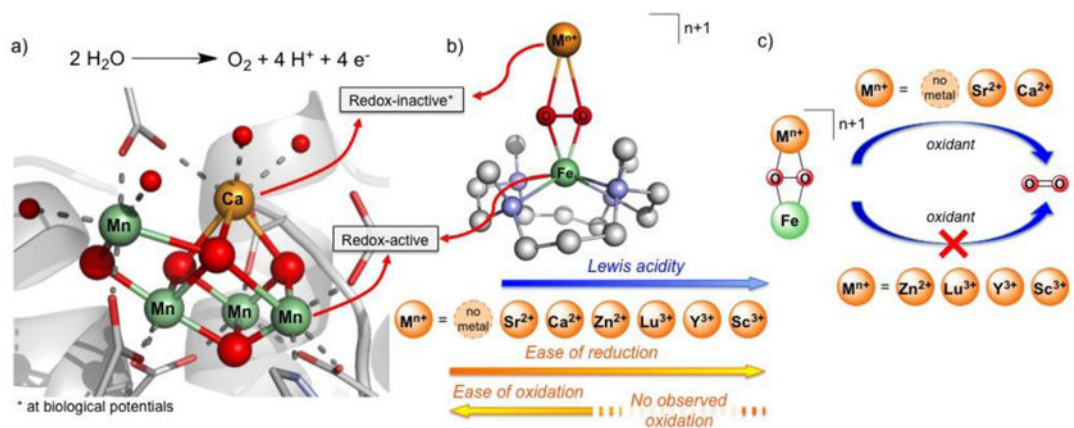 a)
2 H₂O → O₂ + 4 H⁺ + 4 e⁻
Redox-inactive*
Ca
Mn
Mn
Mn
Mn
Redox-active
* at biological potentials
b)
n+1
Mⁿ⁺
O
O
Fe
Lewis acidity
Mⁿ⁺ = no metal Sr²⁺ Ca²⁺ Zn²⁺ Lu³⁺ Y³⁺ Sc³⁺
Ease of reduction
Ease of oxidation
No observed oxidation
c)
Mⁿ⁺ = no metal Sr²⁺ Ca²⁺
n+1
Mⁿ⁺
O O
Fe
oxidant
O O
oxidant
Mⁿ⁺ = Zn²⁺ Lu³⁺ Y³⁺ Sc³⁺